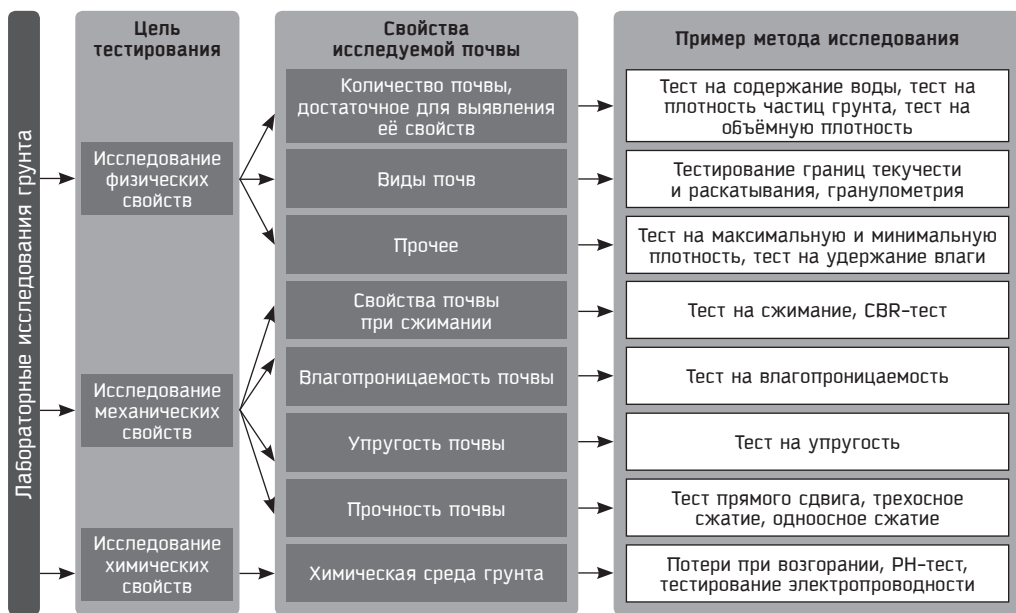 Лабораторные исследования грунта
Цель
тестирования
Свойства
исследуемой почвы
Пример метода исследования
Исследование
физических
свойств
Количество почвы,
достаточное для выявления
её свойств
Тест на содержание воды, тест на
плотность частиц грунта, тест на
объёмную плотность
Виды почв
Тестирование границ текучести
и раскатывания, гранулометрия
Прочее
Тест на максимальную и минимальную
плотность, тест на удержание влаги
Исследование
механических
свойств
Свойства почвы
при сжимании
Тест на сжимание, CBR-тест
Влагопроницаемость почвы
Тест на влагопроницаемость
Упругость почвы
Тест на упругость
Прочность почвы
Тест прямого сдвига, трехосное
сжатие, одноосное сжатие
Исследование
химических
свойств
Химическая среда грунта
Потери при возгорании, PH-тест,
тестирование электропроводности